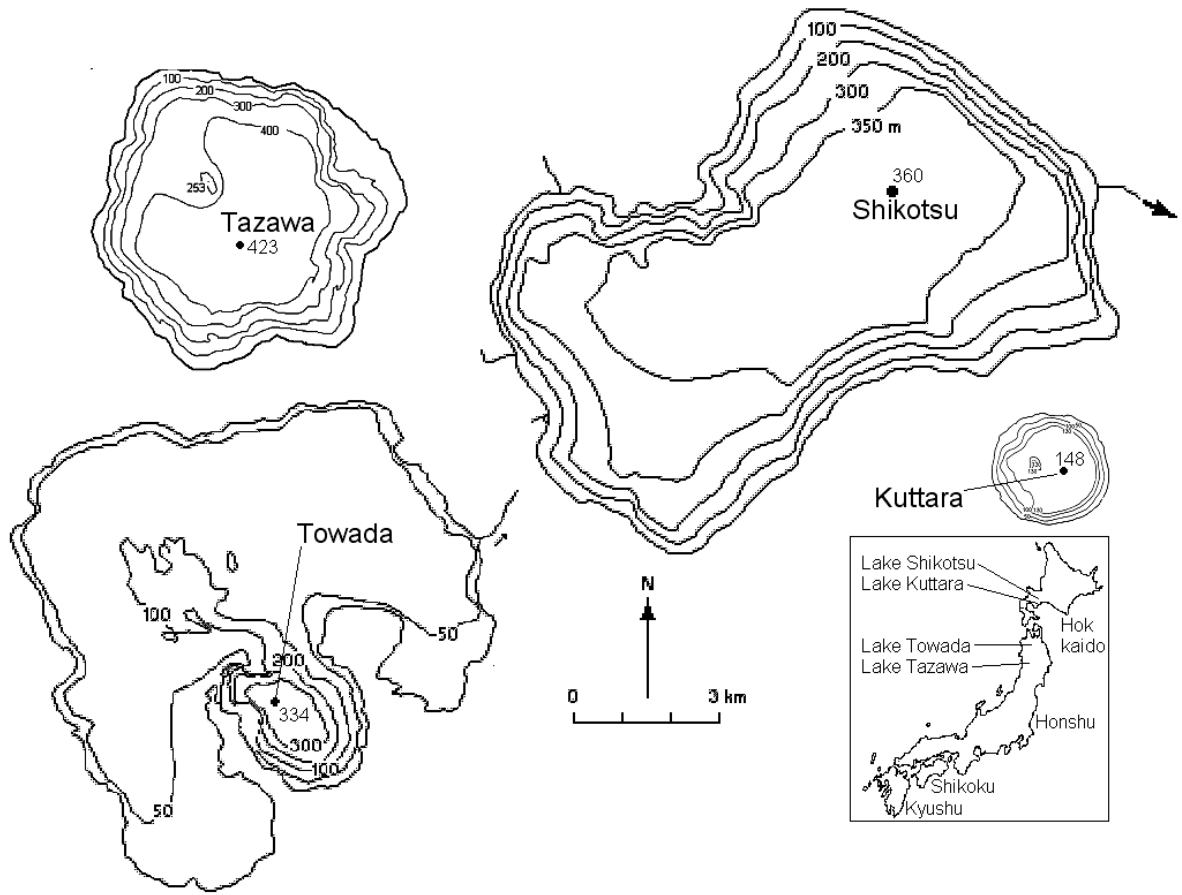 100
200
300
400
253
Tazawa
423
100
200
300
350 m
360
Shikotsu
148
Kuttara
Towada
100
200
50
334
300
100
50
N
0 3 km
Lake Shikotsu
Lake Kuttara
Hok
kaido
Lake Towada
Lake Tazawa
Honshu
Shikoku
Kyushu